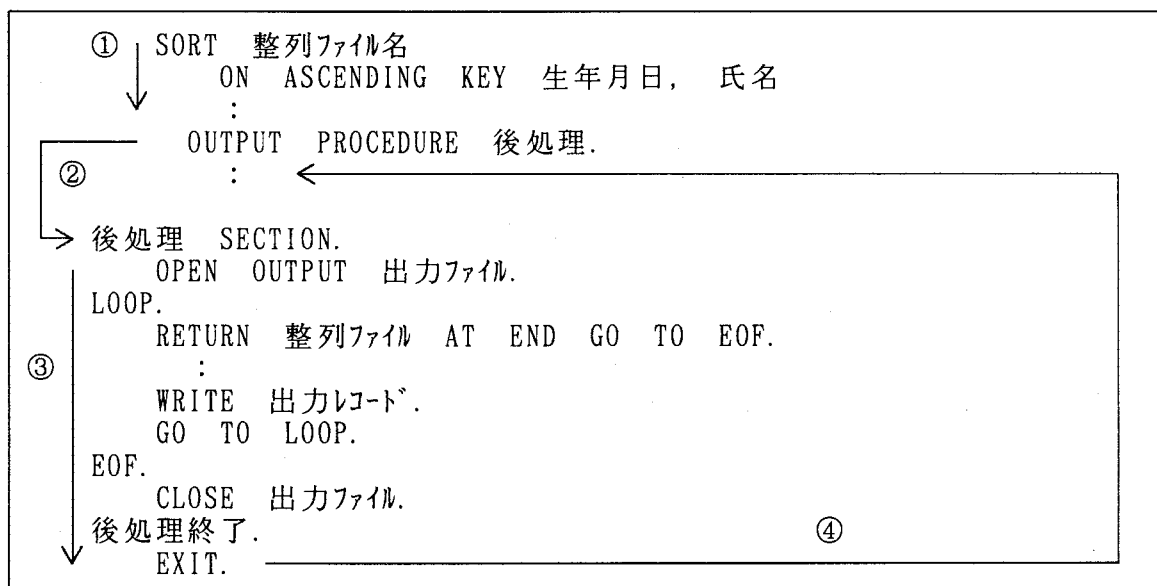 ① SORT 整列ファイル名
ON ASCENDING KEY 生年月日, 氏名
:
OUTPUT PROCEDURE 後処理.
② :
後処理 SECTION.
OPEN OUTPUT 出力ファイル.
LOOP.
RETURN 整列ファイル AT END GO TO EOF.
③ :
WRITE 出力レコード.
GO TO LOOP.
EOF.
CLOSE 出力ファイル.
後処理終了. ④
EXIT.